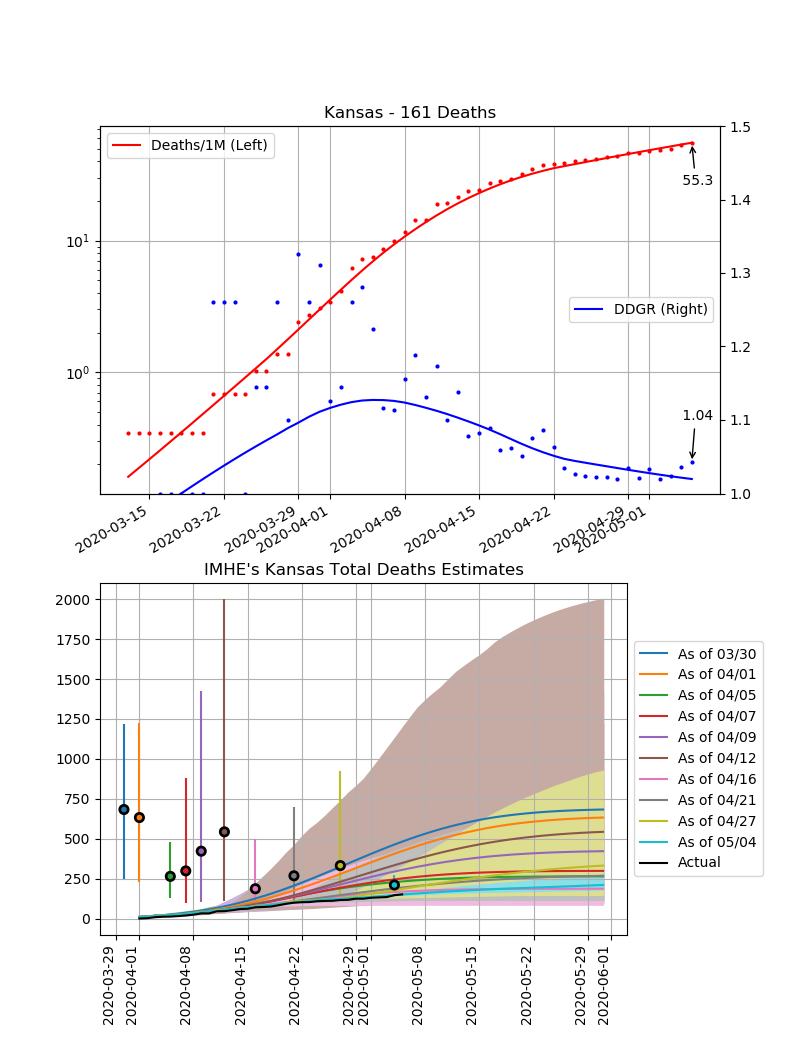 Kansas - 161 Deaths
Deaths/1M (Left)
DDGR (Right)
55.3
1.04
10¹
10⁰
1.5
1.4
1.3
1.2
1.1
1.0
2020-03-15
2020-03-22
2020-03-29
2020-04-01
2020-04-08
2020-04-15
2020-04-22
2020-04-29
2020-05-01
IMHE's Kansas Total Deaths Estimates
2000
1750
1500
1250
1000
750
500
250
0
2020-03-29
2020-04-01
2020-04-08
2020-04-15
2020-04-22
2020-04-29
2020-05-01
2020-05-08
2020-05-15
2020-05-22
2020-05-29
2020-06-01
As of 03/30
As of 04/01
As of 04/05
As of 04/07
As of 04/09
As of 04/12
As of 04/16
As of 04/21
As of 04/27
As of 05/04
Actual